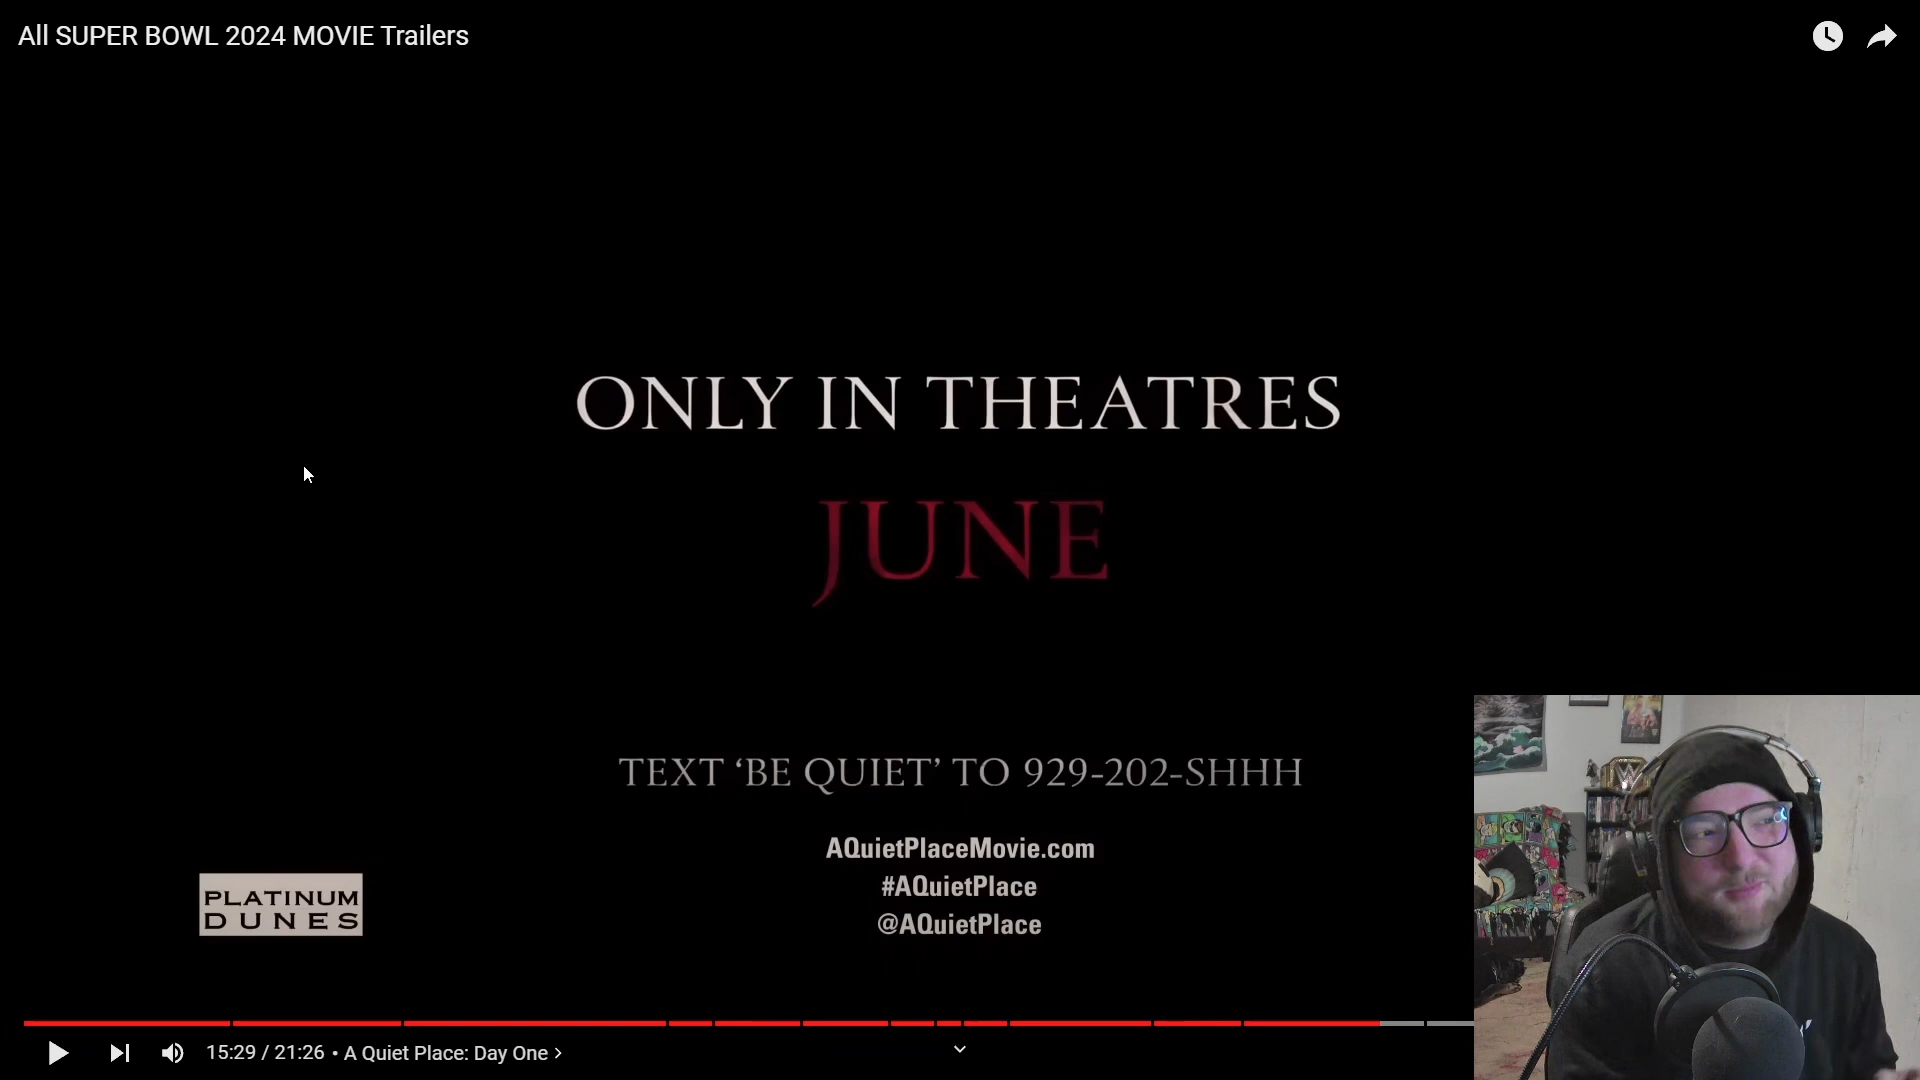 All SUPER BOWL 2024 MOVIE Trailers
ONLY IN THEATRES
JUNE
TEXT ‘BE QUIET’ TO 929-202-SHHH
AQuietPlaceMovie.com
#AQuietPlace
@AQuietPlace
PLATINUM
DUNES
15:29 / 21:26 • A Quiet Place: Day One >